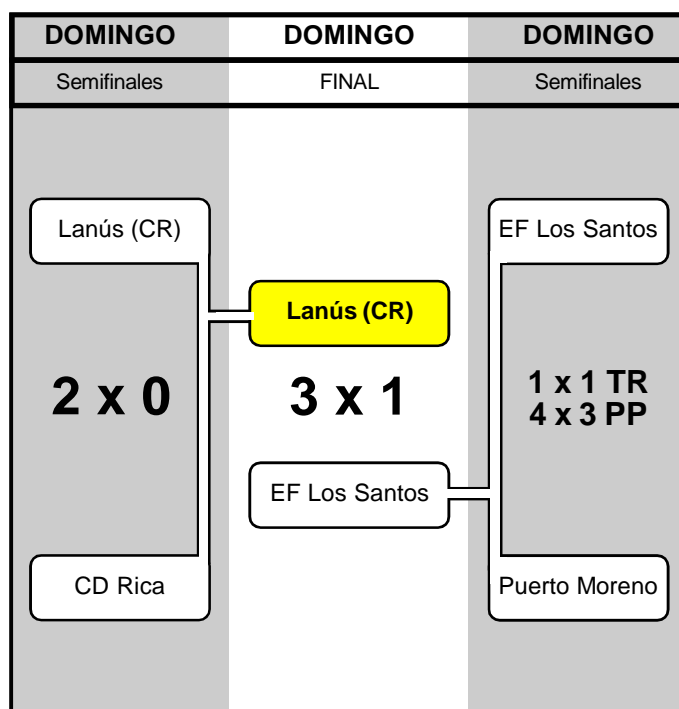 DOMINGO DOMINGO DOMINGO
Semifinales FINAL Semifinales
Lanús (CR) EF Los Santos
Lanús (CR)
2 x 0 3 x 1 1 x 1 TR
4 x 3 PP
EF Los Santos
CD Rica Puerto Moreno